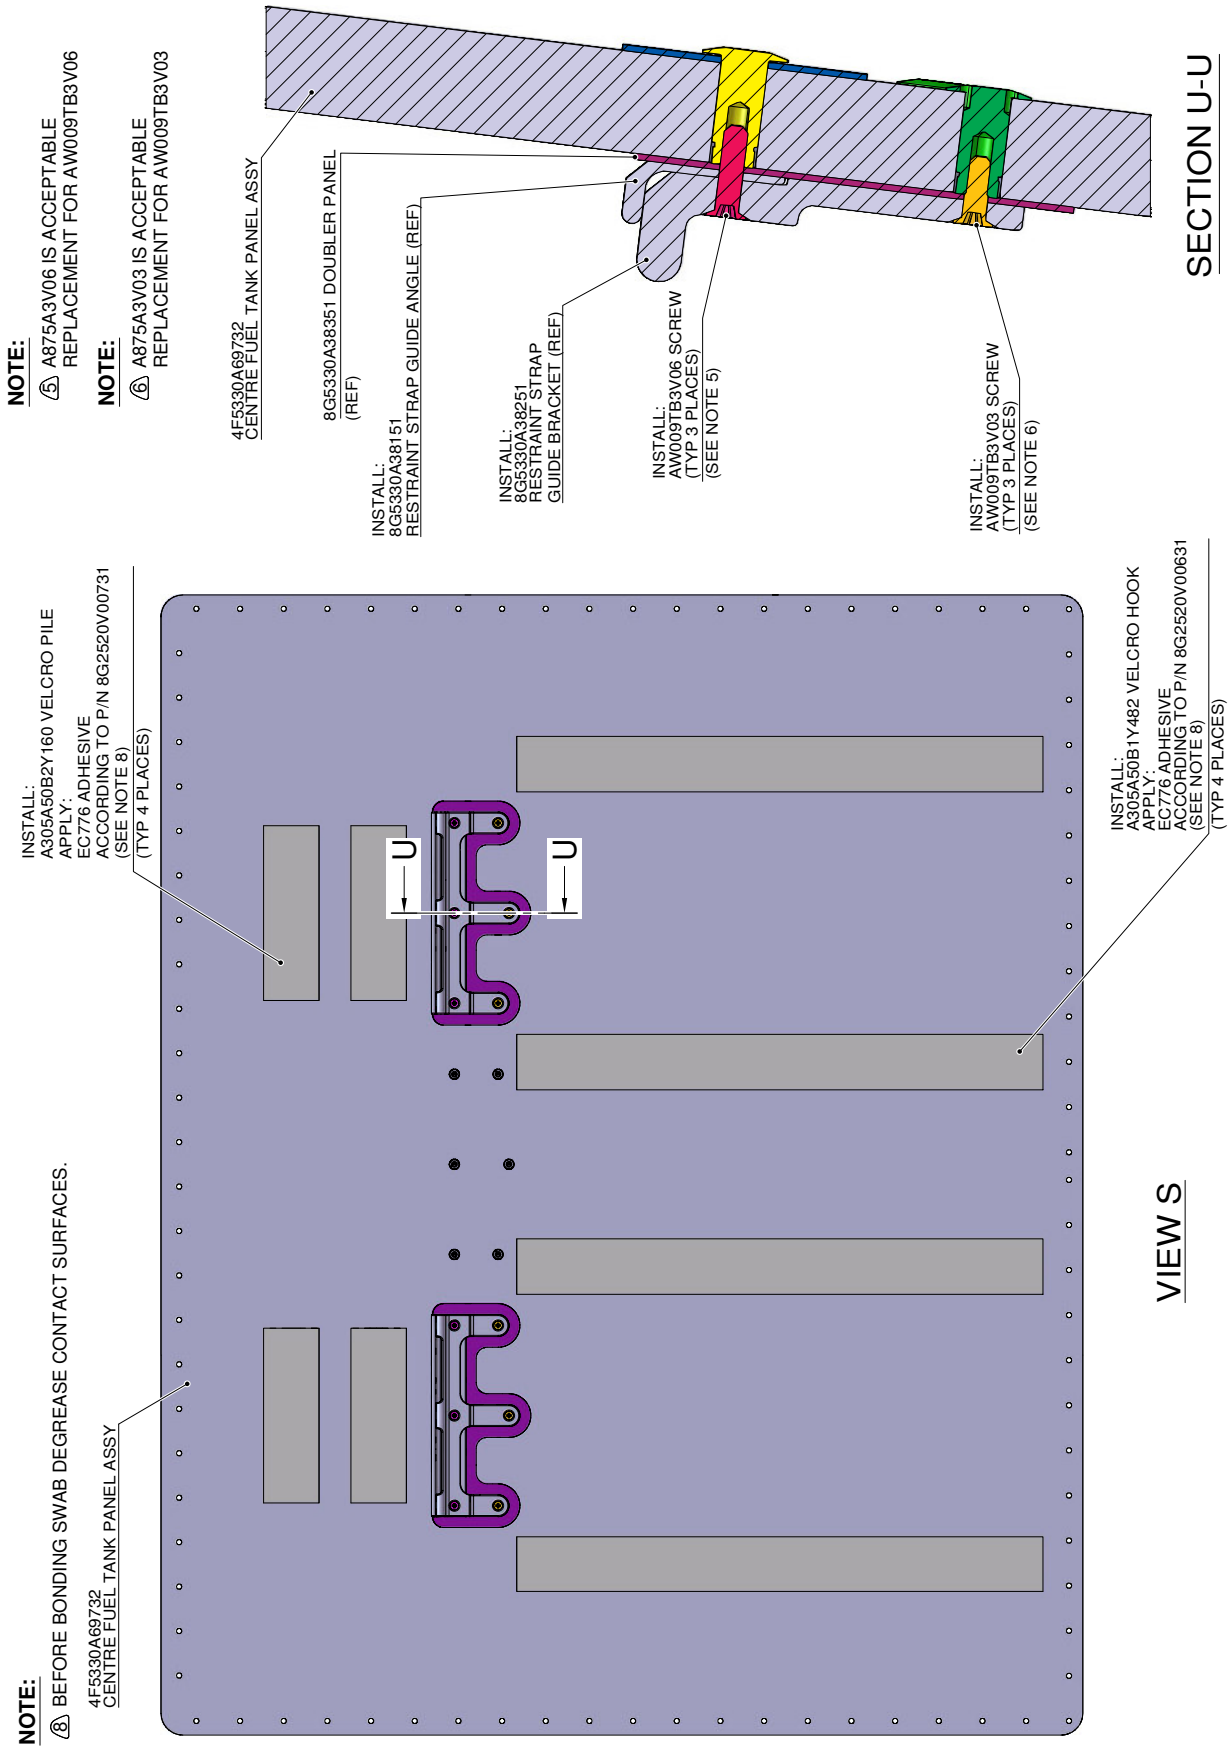 NOTE:
8 BEFORE BONDING SWAB DEGREASE CONTACT SURFACES.
4F5330A69732
CENTRE FUEL TANK PANEL ASSY
INSTALL:
A305A50B2Y160 VELCRO PILE
APPLY:
EC776 ADHESIVE
ACCORDING TO P/N 8G2520V00731
(SEE NOTE 8)
(TYP 4 PLACES)
U
U
INSTALL:
A305A50B1Y482 VELCRO HOOK
APPLY:
EC776 ADHESIVE
ACCORDING TO P/N 8G2520V00631
(SEE NOTE 8)
(TYP 4 PLACES)
VIEW S
NOTE:
5 A875A3V06 IS ACCEPTABLE
REPLACEMENT FOR AW009TB3V06
NOTE:
6 A875A3V03 IS ACCEPTABLE
REPLACEMENT FOR AW009TB3V03
4F5330A69732
CENTRE FUEL TANK PANEL ASSY
8G5330A38351 DOUBLER PANEL
(REF)
INSTALL:
8G5330A38151
RESTRAINT STRAP GUIDE ANGLE (REF)
INSTALL:
8G5330A38251
RESTRAINT STRAP
GUIDE BRACKET (REF)
INSTALL:
AW009TB3V06 SCREW
(TYP 3 PLACES)
(SEE NOTE 5)
INSTALL:
AW009TB3V03 SCREW
(TYP 3 PLACES)
(SEE NOTE 6)
SECTION U-U